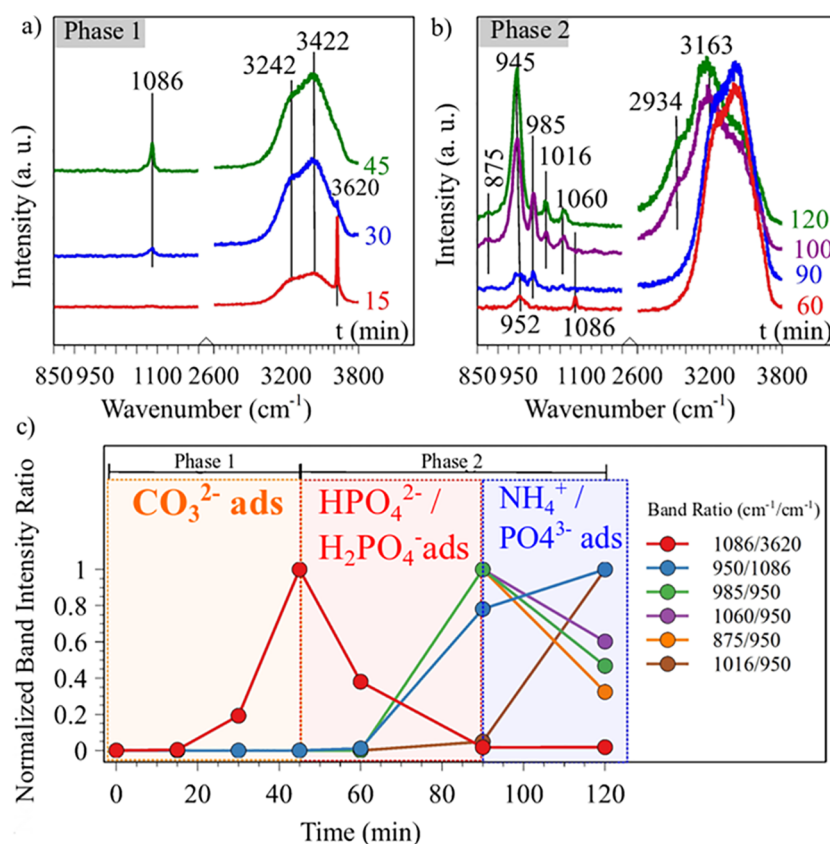 a)
Phase 1
1086
3242
3422
3620
45
30
15
t (min)
Intensity (a. u.)
850 950 1100 2600 3200 3800
Wavenumber (cm⁻¹)
b)
Phase 2
945
3163
2934
985
875
1016
1060
952
1086
120
100
90
60
t (min)
Intensity (a. u.)
850 950 1100 2600 3200 3800
Wavenumber (cm⁻¹)
c)
Phase 1 Phase 2
CO₃²⁻ ads
HPO₄²⁻ /
H₂PO₄⁻ads
NH₄⁺ /
PO4³⁻ ads
Normalized Band Intensity Ratio
1
0.8
0.6
0.4
0.2
0
0 20 40 60 80 100 120
Time (min)
Band Ratio (cm⁻¹/cm⁻¹)
1086/3620
950/1086
985/950
1060/950
875/950
1016/950